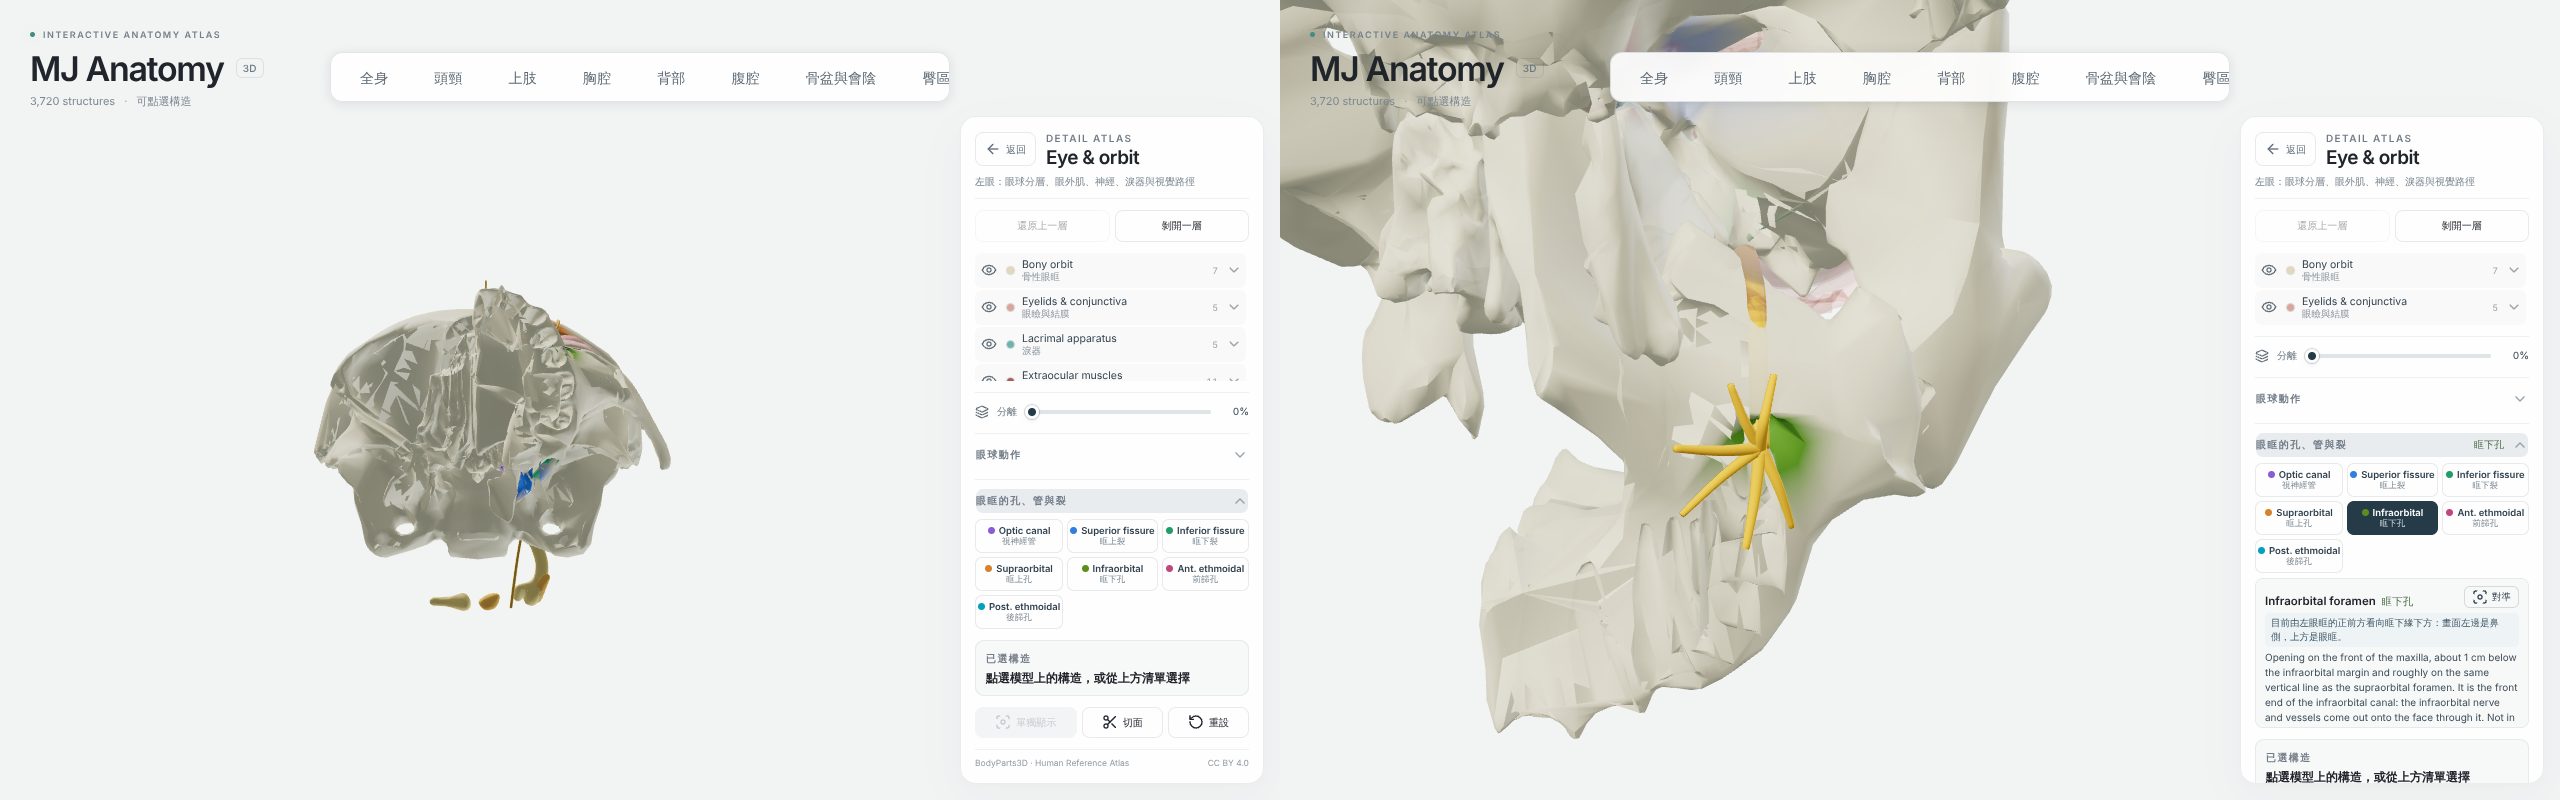 INTERACTIVE ANATOMY ATLAS
MJ Anatomy 3D
3,720 structures · 可點選構造
全身 頭頸 上肢 胸腔 背部 腹腔 骨盆與會陰 臀區
返回
DETAIL ATLAS
Eye & orbit
左眼：眼球分層、眼外肌、神經、淚器與視覺路徑
還原上一層 剝開一層
Bony orbit 7
骨性眼眶
Eyelids & conjunctiva 5
眼瞼與結膜
Lacrimal apparatus 5
淚器
Extraocular muscles 11
分離 0%
眼球動作
眼眶的孔、管與裂
Optic canal Superior fissure Inferior fissure
視神經管 眶上裂 眶下裂
Supraorbital Infraorbital Ant. ethmoidal
眶上孔 眶下孔 前篩孔
Post. ethmoidal
後篩孔
已選構造
點選模型上的構造，或從上方清單選擇
單獨顯示 切面 重設
BodyParts3D · Human Reference Atlas CC BY 4.0
INTERACTIVE ANATOMY ATLAS
MJ Anatomy 3D
3,720 structures · 可點選構造
全身 頭頸 上肢 胸腔 背部 腹腔 骨盆與會陰 臀區
返回
DETAIL ATLAS
Eye & orbit
左眼：眼球分層、眼外肌、神經、淚器與視覺路徑
還原上一層 剝開一層
Bony orbit 7
骨性眼眶
Eyelids & conjunctiva 5
眼瞼與結膜
分離 0%
眼球動作
眼眶的孔、管與裂 眶下孔
Optic canal Superior fissure Inferior fissure
視神經管 眶上裂 眶下裂
Supraorbital Infraorbital Ant. ethmoidal
眶上孔 眶下孔 前篩孔
Post. ethmoidal
後篩孔
Infraorbital foramen 眶下孔 對準
目前由左眼眶的正前方看向眶下緣下方：畫面左邊是鼻
側，上方是眼眶。
Opening on the front of the maxilla, about 1 cm below
the infraorbital margin and roughly on the same
vertical line as the supraorbital foramen. It is the front
end of the infraorbital canal: the infraorbital nerve
and vessels come out onto the face through it. Not in
已選構造
點選模型上的構造，或從上方清單選擇